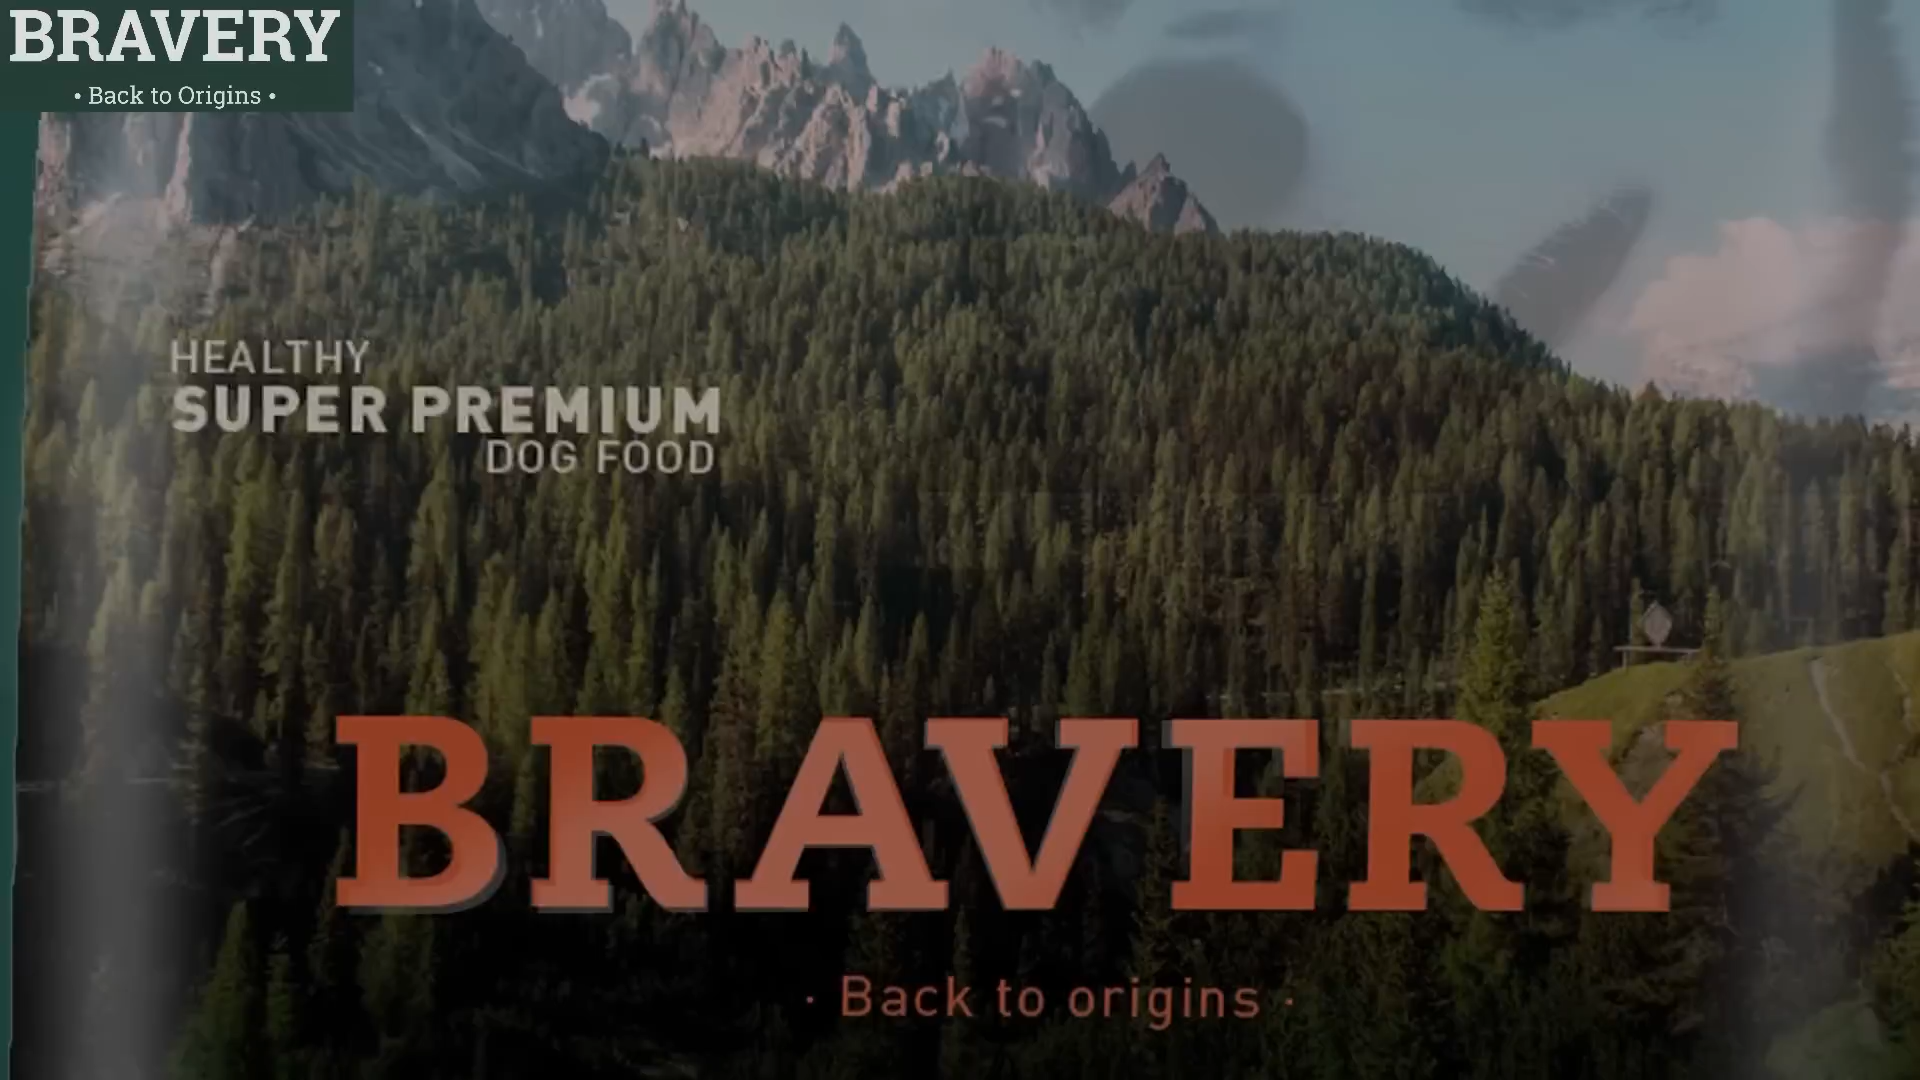 BRAVERY
• Back to Origins •
HEALTHY
SUPER PREMIUM
DOG FOOD
BRAVERY
· Back to origins ·